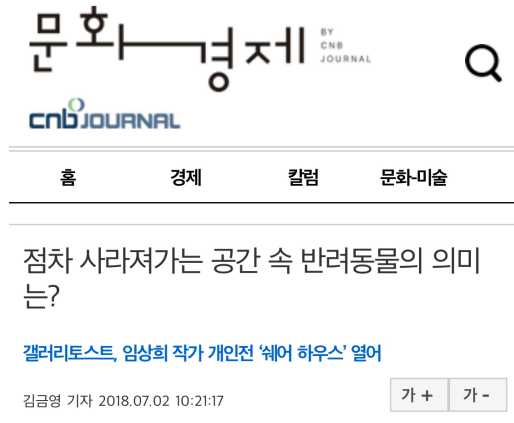 문화경제
BY
CNB
JOURNAL
cnbJOURNAL
홈 경제 칼럼 문화-미술
점차 사라져가는 공간 속 반려동물의 의미
는?
갤러리토스트, 임상희 작가 개인전 ‘쉐어 하우스’ 열어
김금영 기자 2018.07.02 10:21:17
가 + 가 -